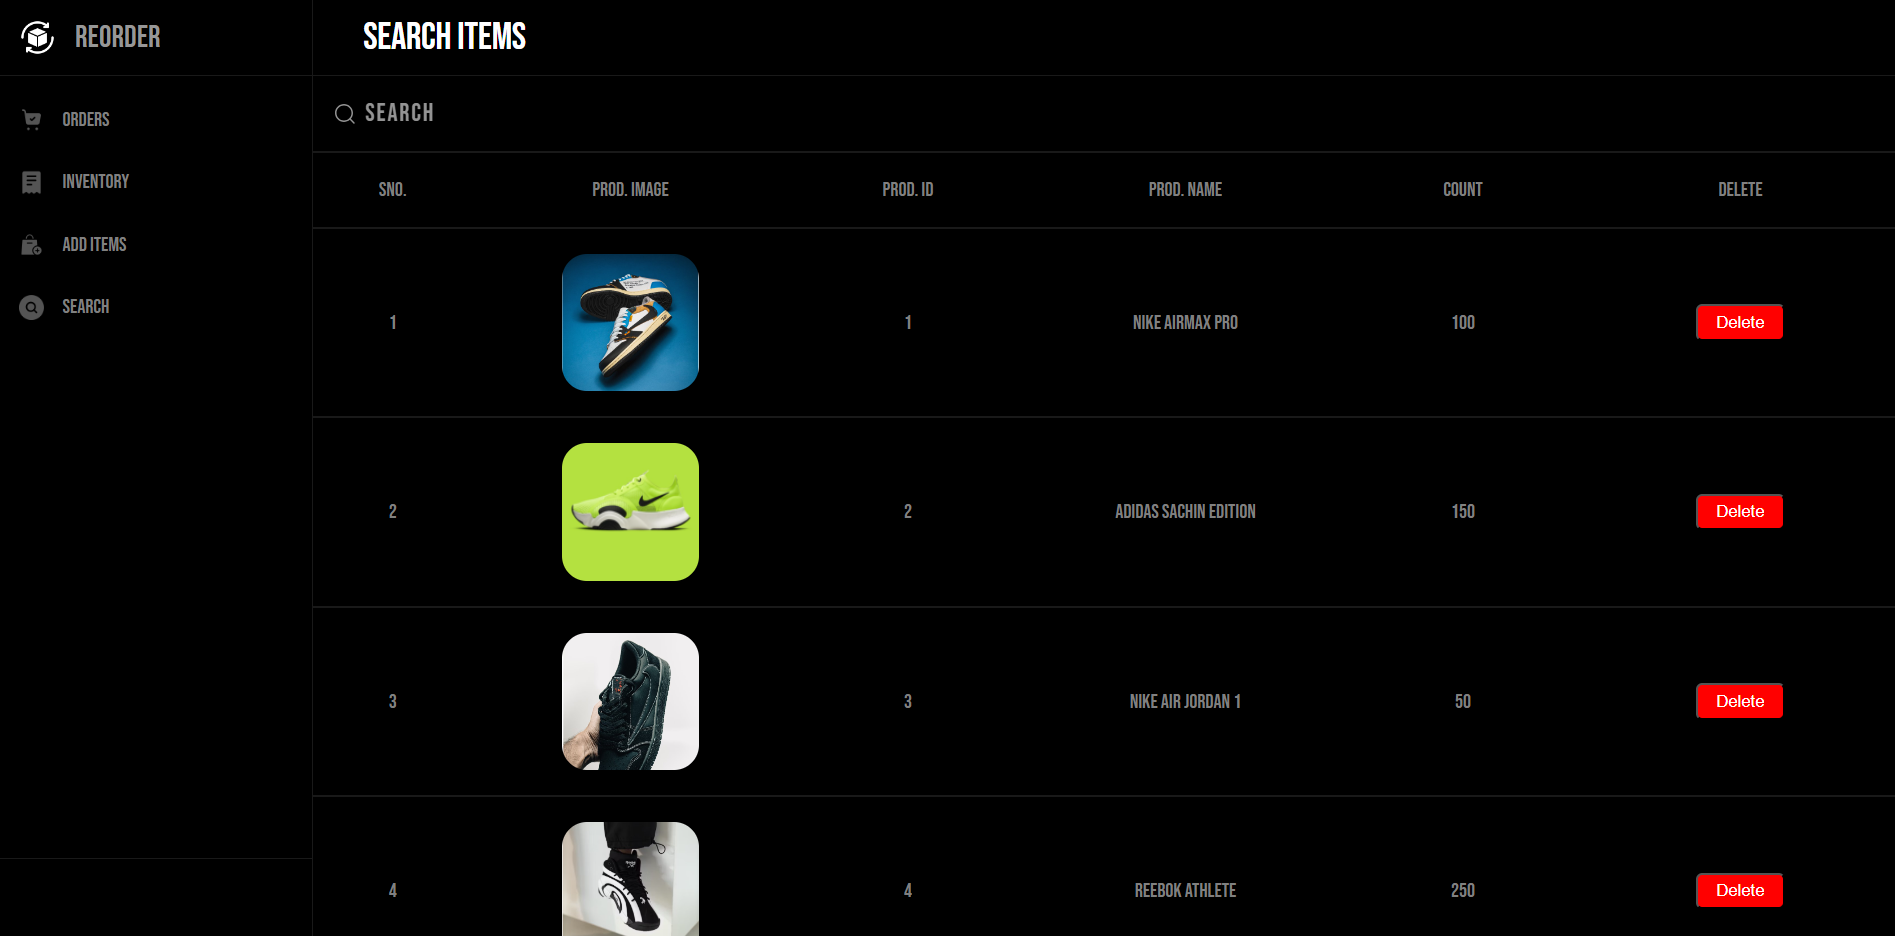 REORDER
SEARCH ITEMS
ORDERS
INVENTORY
ADD ITEMS
SEARCH
SEARCH
SNO. PROD. IMAGE PROD. ID PROD. NAME COUNT DELETE
1 1 NIKE AIRMAX PRO 100 Delete
2 2 ADIDAS SACHIN EDITION 150 Delete
3 3 NIKE AIR JORDAN 1 50 Delete
4 4 REEBOK ATHLETE 250 Delete